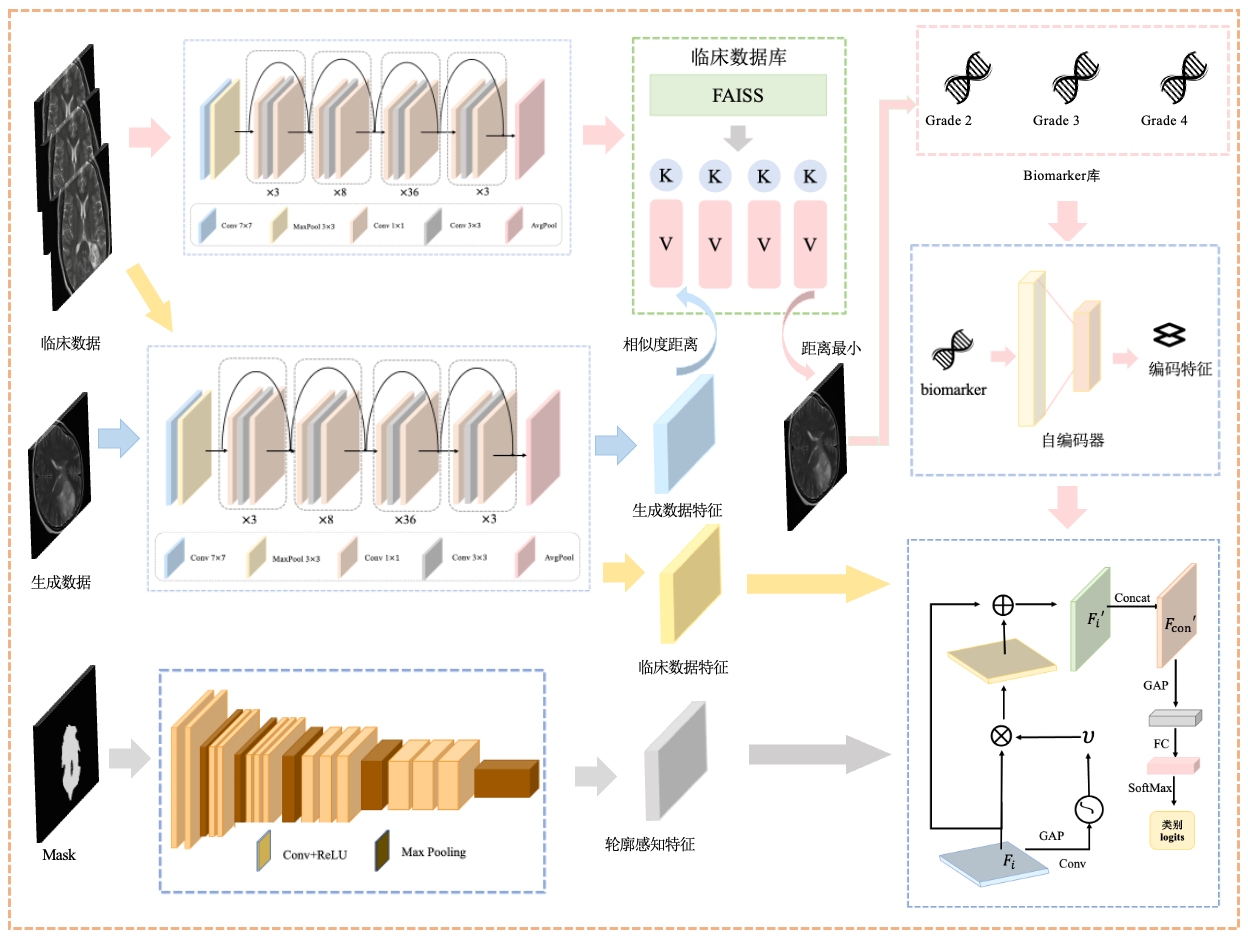 临床数据
×3
×8
×36
×3
Conv 7×7
MaxPool 3×3
Conv 1×1
Conv 3×3
AvgPool
临床数据库
FAISS
K
K
K
K
V
V
V
V
相似度距离
距离最小
Grade 2
Grade 3
Grade 4
Biomarker库
biomarker
自编码器
编码特征
生成数据
×3
×8
×36
×3
Conv 7×7
MaxPool 3×3
Conv 1×1
Conv 3×3
AvgPool
生成数据特征
临床数据特征
Mask
Conv+ReLU
Max Pooling
轮廓感知特征
Fi′
Concat
Fcon′
GAP
FC
SoftMax
类别
logits
υ
GAP
Conv
Fi